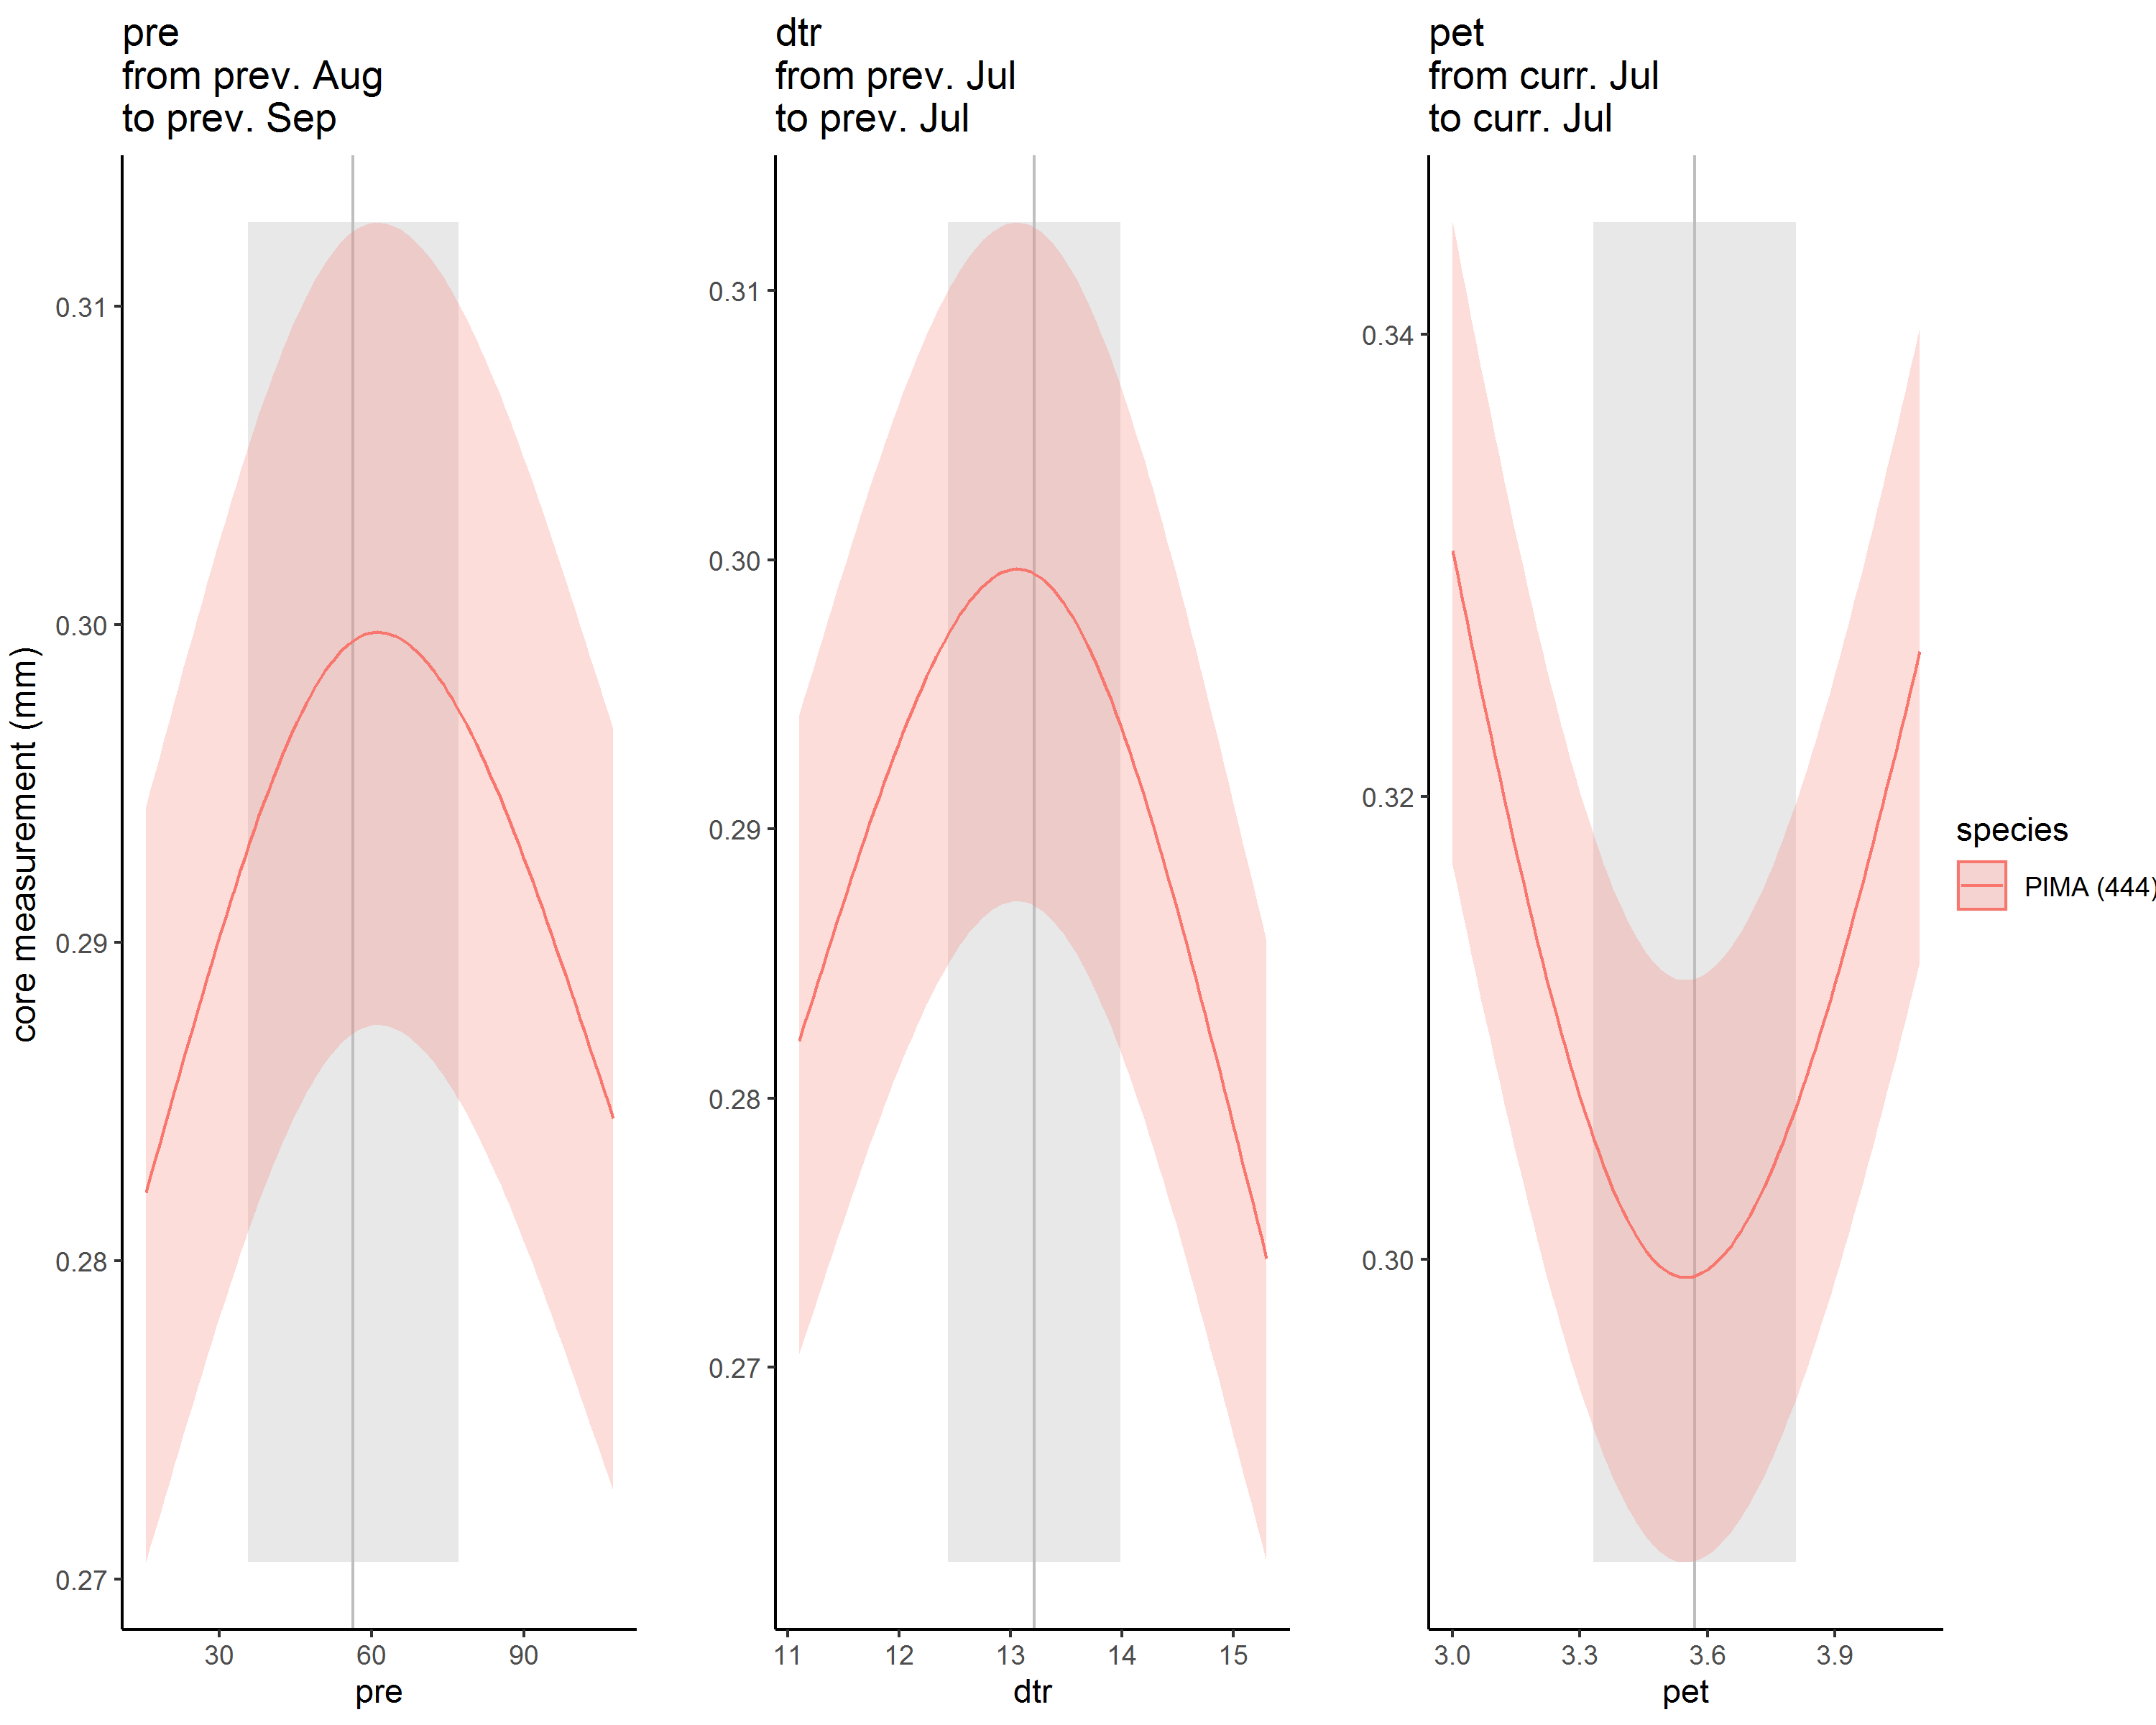 pre
from prev. Aug
to prev. Sep
dtr
from prev. Jul
to prev. Jul
pet
from curr. Jul
to curr. Jul
core measurement (mm)
0.31
0.30
0.29
0.28
0.27
30 60 90
pre
0.31
0.30
0.29
0.28
0.27
11 12 13 14 15
dtr
0.34
0.32
0.30
3.0 3.3 3.6 3.9
pet
species
PIMA (444)